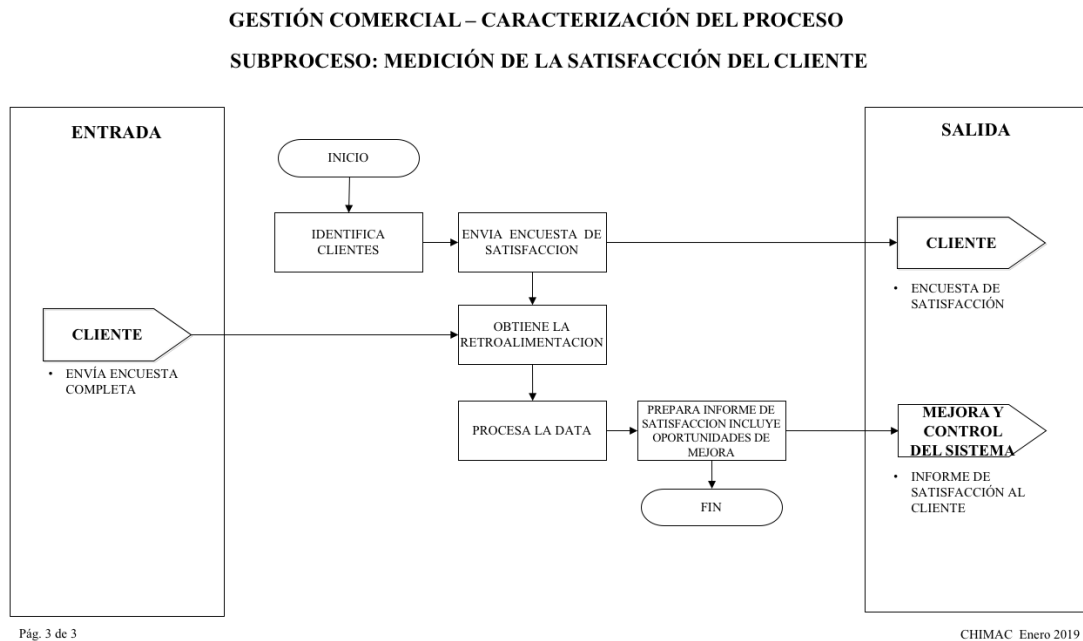 GESTIÓN COMERCIAL – CARACTERIZACIÓN DEL PROCESO
SUBPROCESO: MEDICIÓN DE LA SATISFACCIÓN DEL CLIENTE
ENTRADA
CLIENTE
• ENVÍA ENCUESTA
COMPLETA
INICIO
IDENTIFICA
CLIENTES
ENVIA ENCUESTA DE
SATISFACCION
OBTIENE LA
RETROALIMENTACION
PROCESA LA DATA
PREPARA INFORME DE
SATISFACCION INCLUYE
OPORTUNIDADES DE
MEJORA
FIN
SALIDA
CLIENTE
• ENCUESTA DE
SATISFACCIÓN
MEJORA Y
CONTROL
DEL SISTEMA
• INFORME DE
SATISFACCIÓN AL
CLIENTE
Pág. 3 de 3
CHIMAC Enero 2019